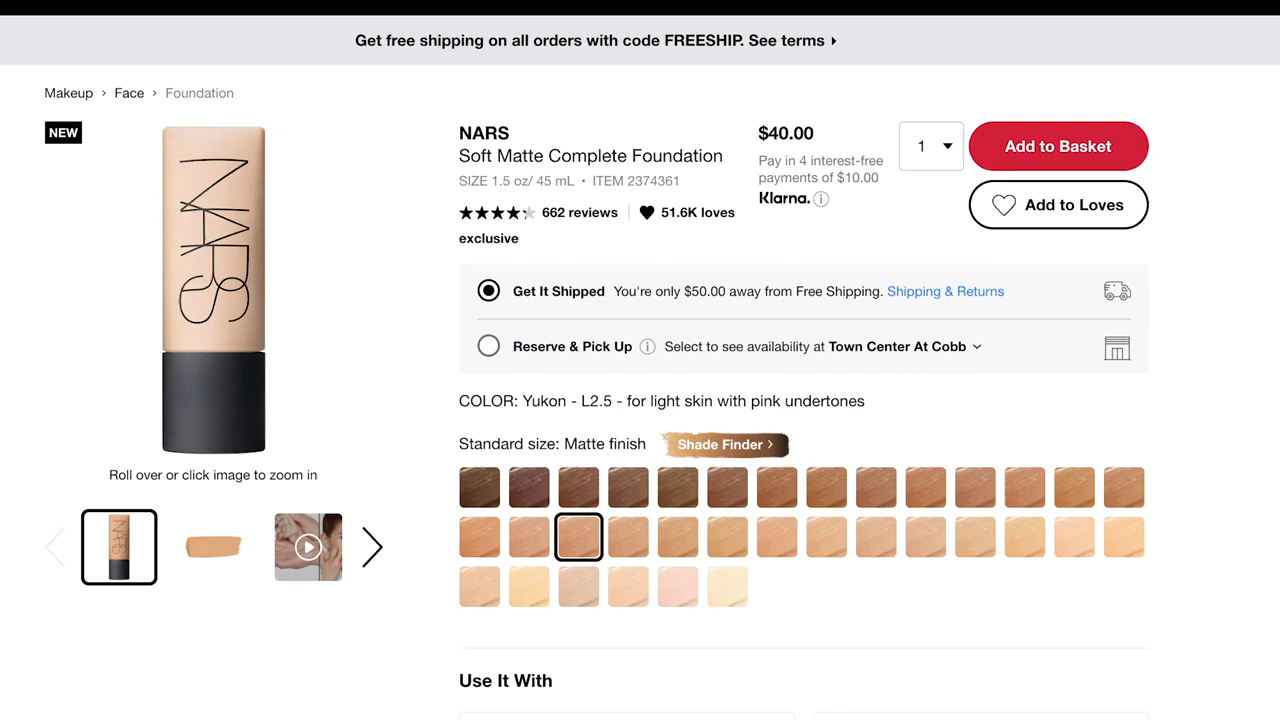 Get free shipping on all orders with code FREESHIP. See terms
Makeup › Face › Foundation
NEW
NARS
Roll over or click image to zoom in
NARS
NARS
Soft Matte Complete Foundation
SIZE 1.5 oz/ 45 mL • ITEM 2374361
662 reviews
51.6K loves
exclusive
$40.00
Pay in 4 interest-free
payments of $10.00
Klarna.
1
Add to Basket
Add to Loves
Get It Shipped You're only $50.00 away from Free Shipping. Shipping & Returns
Reserve & Pick Up Select to see availability at Town Center At Cobb
COLOR: Yukon - L2.5 - for light skin with pink undertones
Standard size: Matte finish
Shade Finder >
Use It With